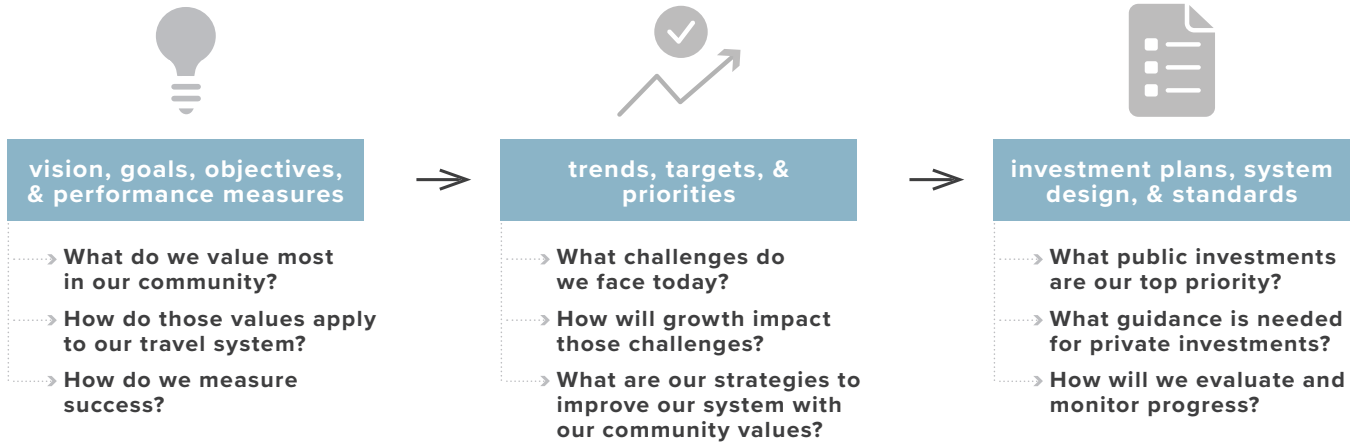 vision, goals, objectives,
& performance measures
What do we value most
in our community?
How do those values apply
to our travel system?
How do we measure
success?
trends, targets, &
priorities
What challenges do
we face today?
How will growth impact
those challenges?
What are our strategies to
improve our system with
our community values?
investment plans, system
design, & standards
What public investments
are our top priority?
What guidance is needed
for private investments?
How will we evaluate and
monitor progress?